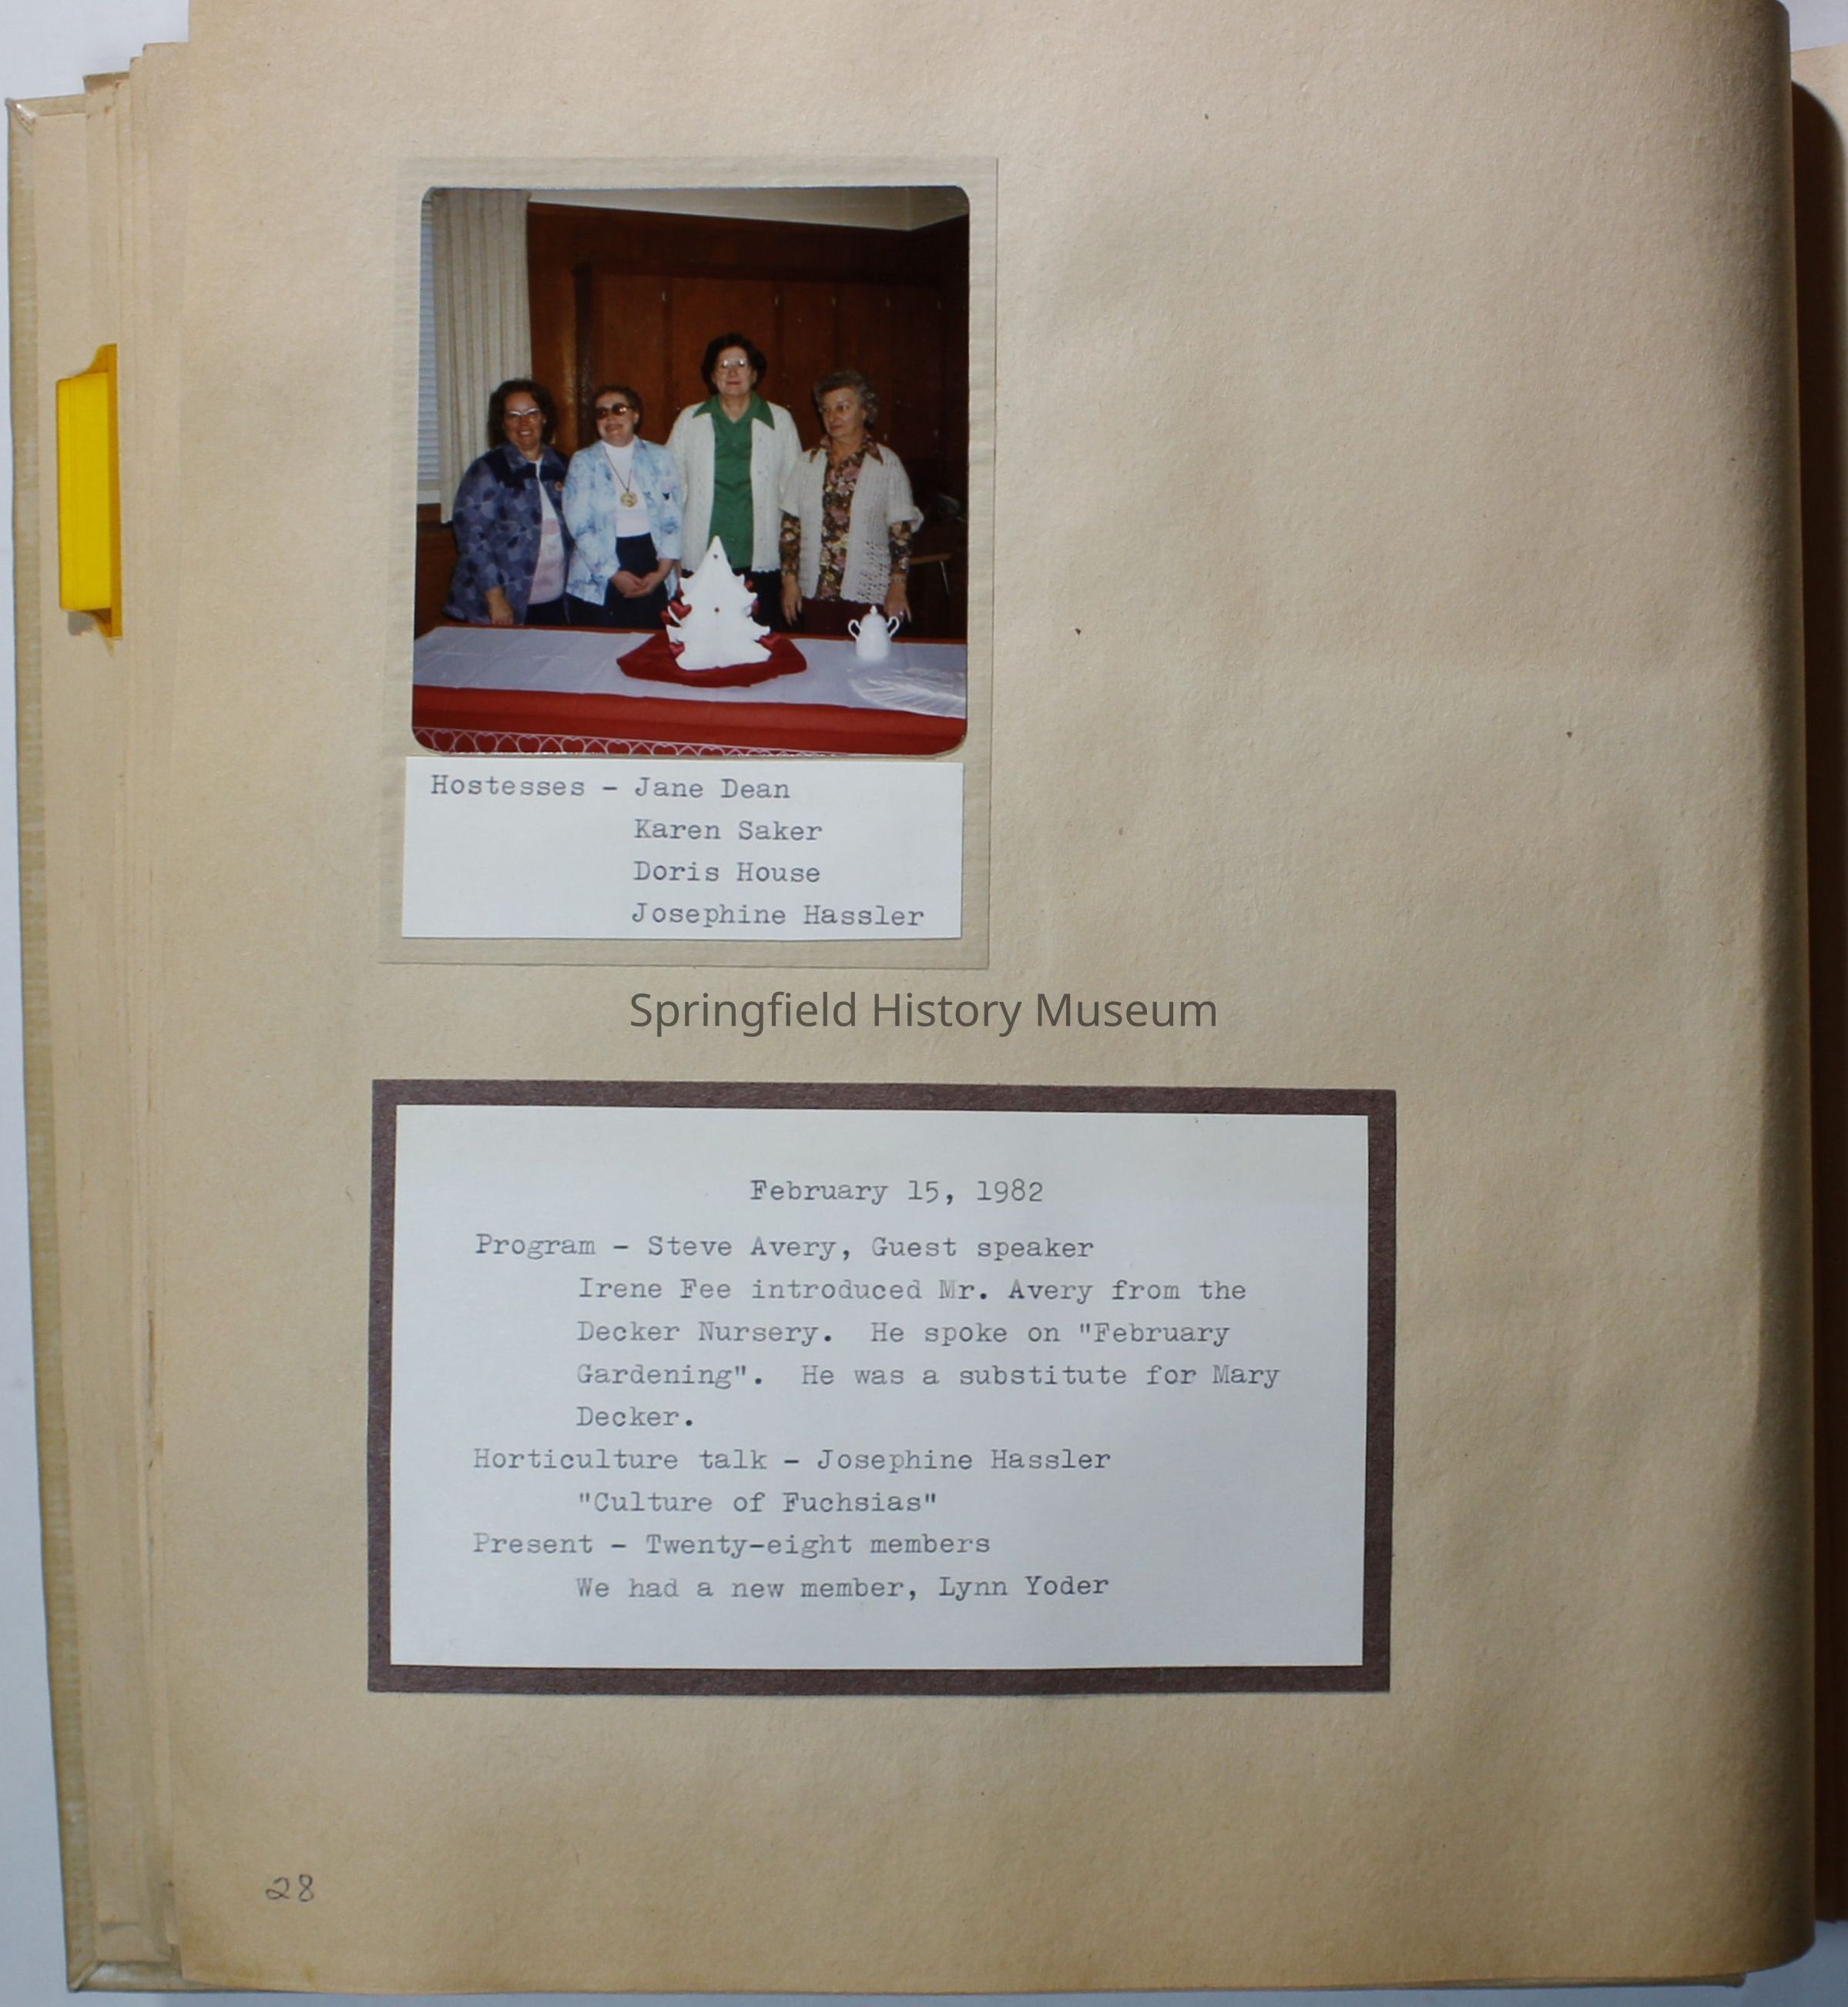 Hostesses - Jane Dean
Karen Saker
Doris House
Josephine Hassler
Springfield History Museum
February 15, 1982
Program - Steve Avery, Guest speaker
Irene Fee introduced Mr. Avery from the
Decker Nursery.  He spoke on "February
Gardening".  He was a substitute for Mary
Decker.
Horticulture talk - Josephine Hassler
"Culture of Fuchsias"
Present - Twenty-eight members
We had a new member, Lynn Yoder
28